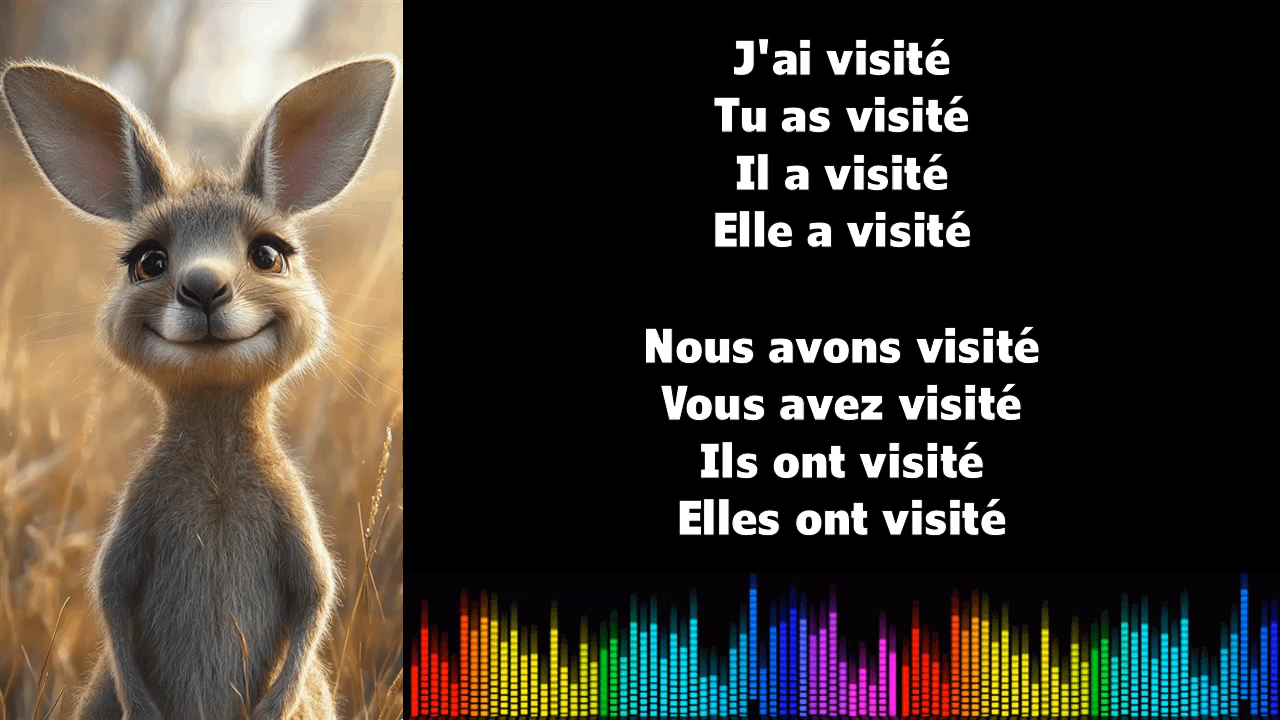 J'ai visité
Tu as visité
Il a visité
Elle a visité
Nous avons visité
Vous avez visité
Ils ont visité
Elles ont visité